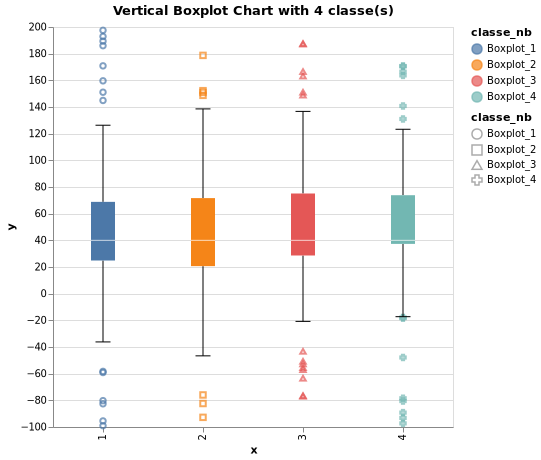 Vertical Boxplot Chart with 4 classe(s)
200
180
160
140
120
100
80
60
40
20
0
−20
−40
−60
−80
−100
y
1
2
3
4
x
classe_nb
Boxplot_1
Boxplot_2
Boxplot_3
Boxplot_4
classe_nb
Boxplot_1
Boxplot_2
Boxplot_3
Boxplot_4